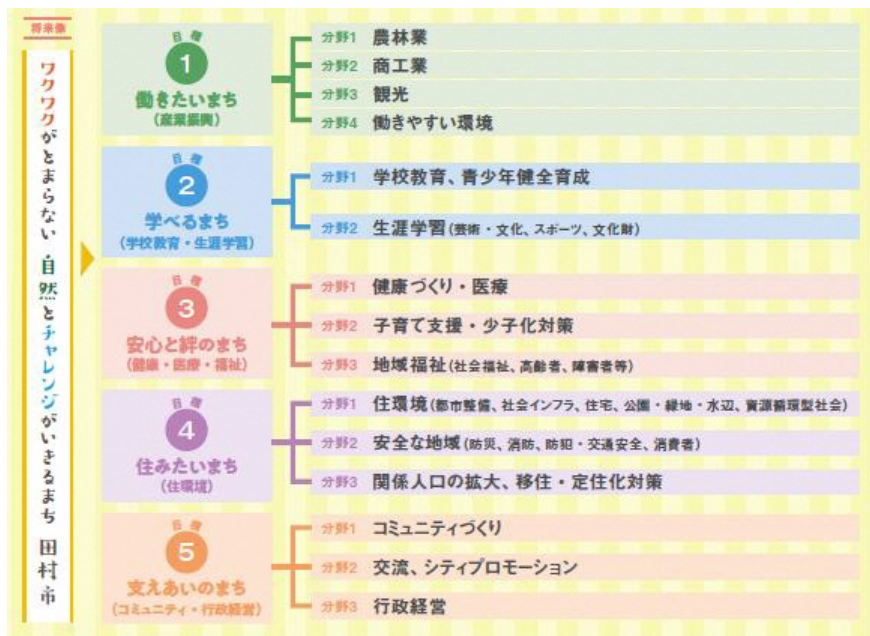 将来像
ワクワクがとまらない 自然とチャレンジがいきるまち 田村市
目標
1
働きたいまち
(産業振興)
分野1 農林業
分野2 商工業
分野3 観光
分野4 働きやすい環境
目標
2
学べるまち
(学校教育・生涯学習)
分野1 学校教育、青少年健全育成
分野2 生涯学習(芸術・文化、スポーツ、文化財)
目標
3
安心と絆のまち
(健康・医療・福祉)
分野1 健康づくり・医療
分野2 子育て支援・少子化対策
分野3 地域福祉(社会福祉、高齢者、障害者等)
目標
4
住みたいまち
(住環境)
分野1 住環境(都市整備、社会インフラ、住宅、公園・緑地・水辺、資源循環型社会)
分野2 安全な地域(防災、消防、防犯・交通安全、消費者)
分野3 関係人口の拡大、移住・定住化対策
目標
5
支えあいのまち
(コミュニティ・行政経営)
分野1 コミュニティづくり
分野2 交流、シティプロモーション
分野3 行政経営